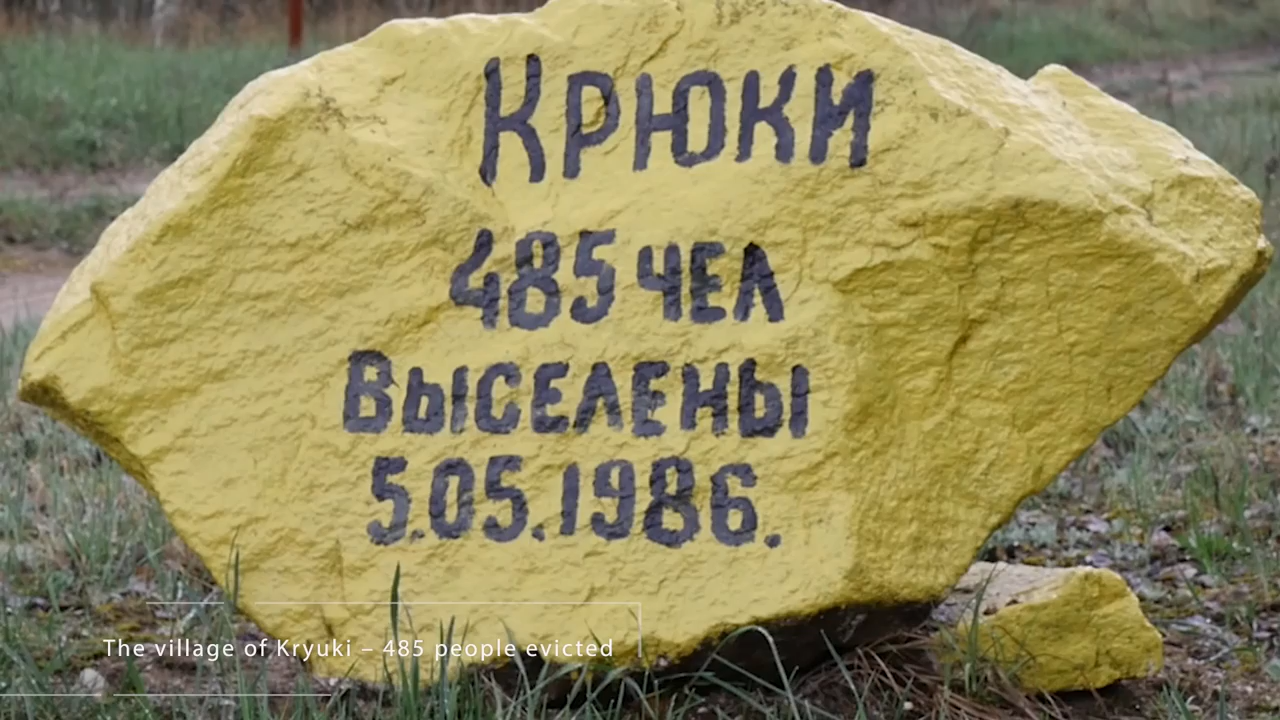 Крюки
485 чел
Выселены
5.05.1986.
The village of Kryuki – 485 people evicted